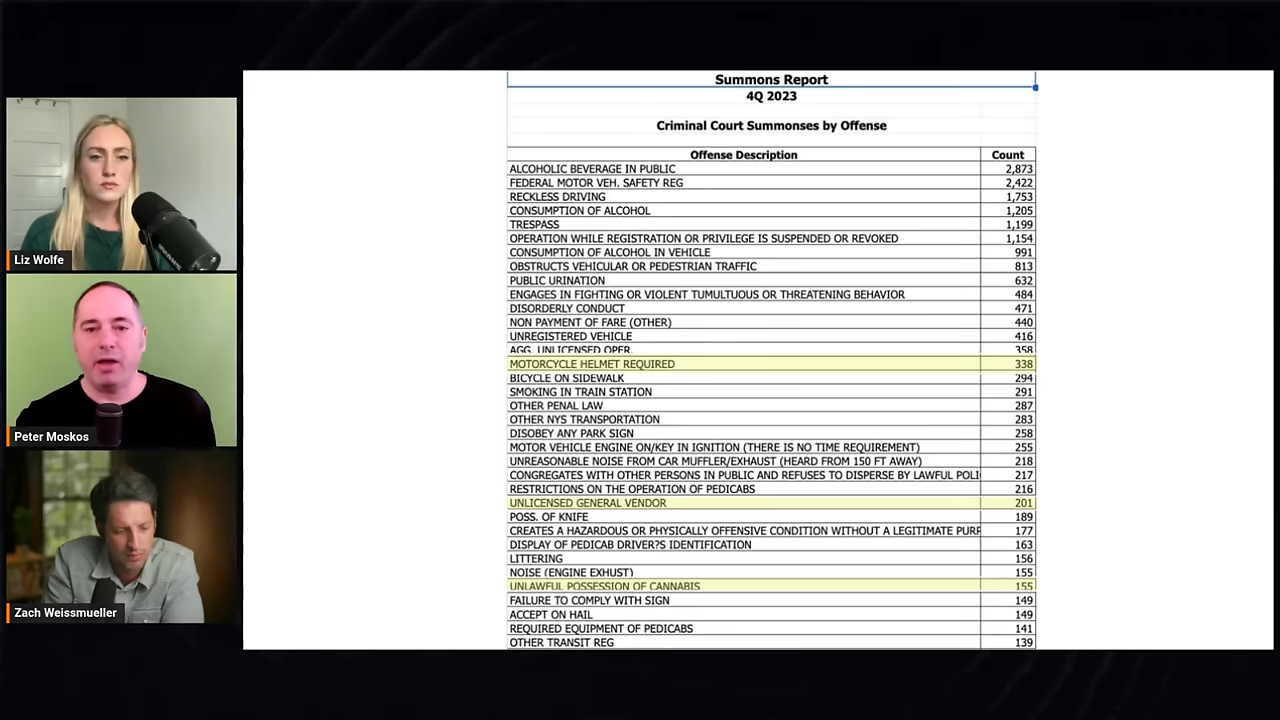 Liz Wolfe
Peter Moskos
Zach Weissmueller
Summons Report
4Q 2023
Criminal Court Summonses by Offense
Offense Description Count
ALCOHOLIC BEVERAGE IN PUBLIC 2,873
FEDERAL MOTOR VEH. SAFETY REG 2,422
RECKLESS DRIVING 1,753
CONSUMPTION OF ALCOHOL 1,205
TRESPASS 1,199
OPERATION WHILE REGISTRATION OR PRIVILEGE IS SUSPENDED OR REVOKED 1,154
CONSUMPTION OF ALCOHOL IN VEHICLE 991
OBSTRUCTS VEHICULAR OR PEDESTRIAN TRAFFIC 813
PUBLIC URINATION 632
ENGAGES IN FIGHTING OR VIOLENT TUMULTUOUS OR THREATENING BEHAVIOR 484
DISORDERLY CONDUCT 471
NON PAYMENT OF FARE (OTHER) 440
UNREGISTERED VEHICLE 416
AGG. UNLICENSED OPER. 358
MOTORCYCLE HELMET REQUIRED 338
BICYCLE ON SIDEWALK 294
SMOKING IN TRAIN STATION 291
OTHER PENAL LAW 287
OTHER NYS TRANSPORTATION 283
DISOBEY ANY PARK SIGN 258
MOTOR VEHICLE ENGINE ON/KEY IN IGNITION (THERE IS NO TIME REQUIREMENT) 255
UNREASONABLE NOISE FROM CAR MUFFLER/EXHAUST (HEARD FROM 150 FT AWAY) 218
CONGREGATES WITH OTHER PERSONS IN PUBLIC AND REFUSES TO DISPERSE BY LAWFUL POLI 217
RESTRICTIONS ON THE OPERATION OF PEDICABS 216
UNLICENSED GENERAL VENDOR 201
POSS. OF KNIFE 189
CREATES A HAZARDOUS OR PHYSICALLY OFFENSIVE CONDITION WITHOUT A LEGITIMATE PURP 177
DISPLAY OF PEDICAB DRIVER?S IDENTIFICATION 163
LITTERING 156
NOISE (ENGINE EXHUST) 155
UNLAWFUL POSSESSION OF CANNABIS 155
FAILURE TO COMPLY WITH SIGN 149
ACCEPT ON HAIL 149
REQUIRED EQUIPMENT OF PEDICABS 141
OTHER TRANSIT REG 139